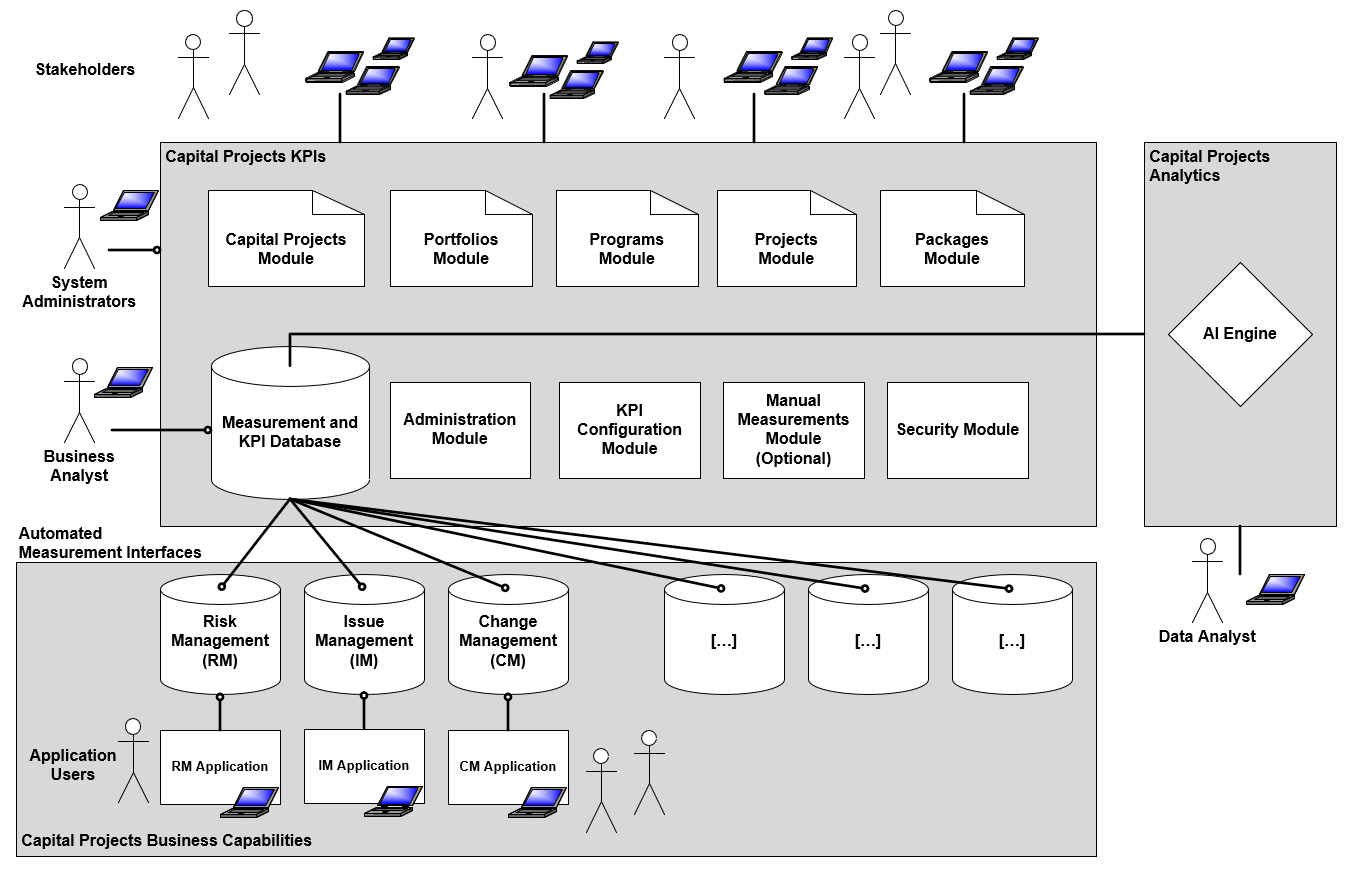 Stakeholders
Capital Projects KPIs
Capital Projects
Analytics
Capital Projects
Module
Portfolios
Module
Programs
Module
Projects
Module
Packages
Module
System
Administrators
AI Engine
Measurement and
KPI Database
Administration
Module
KPI
Configuration
Module
Manual
Measurements
Module
(Optional)
Security Module
Business
Analyst
Automated
Measurement Interfaces
Risk
Management
(RM)
Issue
Management
(IM)
Change
Management
(CM)
[...]
[...]
[...]
Data Analyst
Application
Users
RM Application
IM Application
CM Application
Capital Projects Business Capabilities